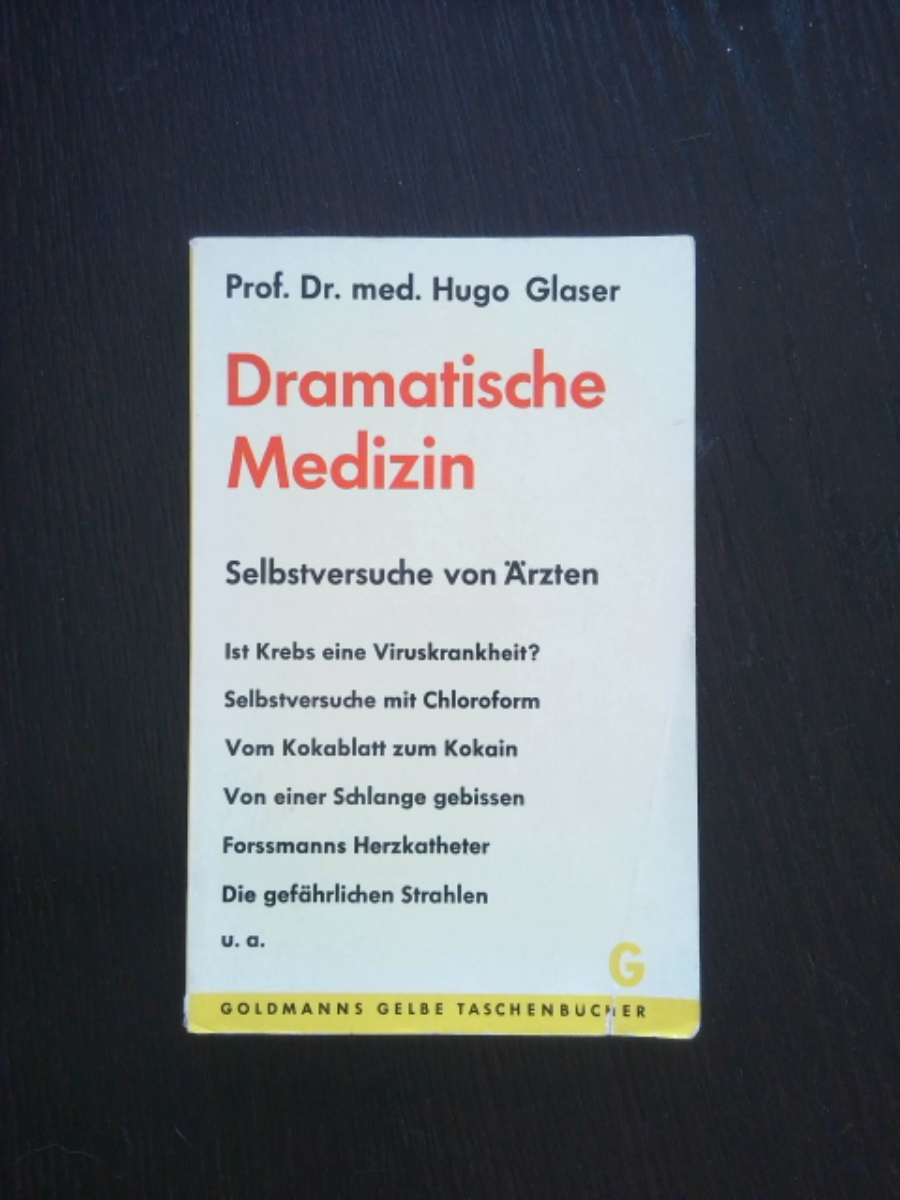 Prof. Dr. med. Hugo Glaser
Dramatische
Medizin
Selbstversuche von Ärzten
Ist Krebs eine Viruskrankheit?
Selbstversuche mit Chloroform
Vom Kokablatt zum Kokain
Von einer Schlange gebissen
Forssmanns Herzkatheter
Die gefährlichen Strahlen
u. a.
G
GOLDMANNS GELBE TASCHENBÜCHER